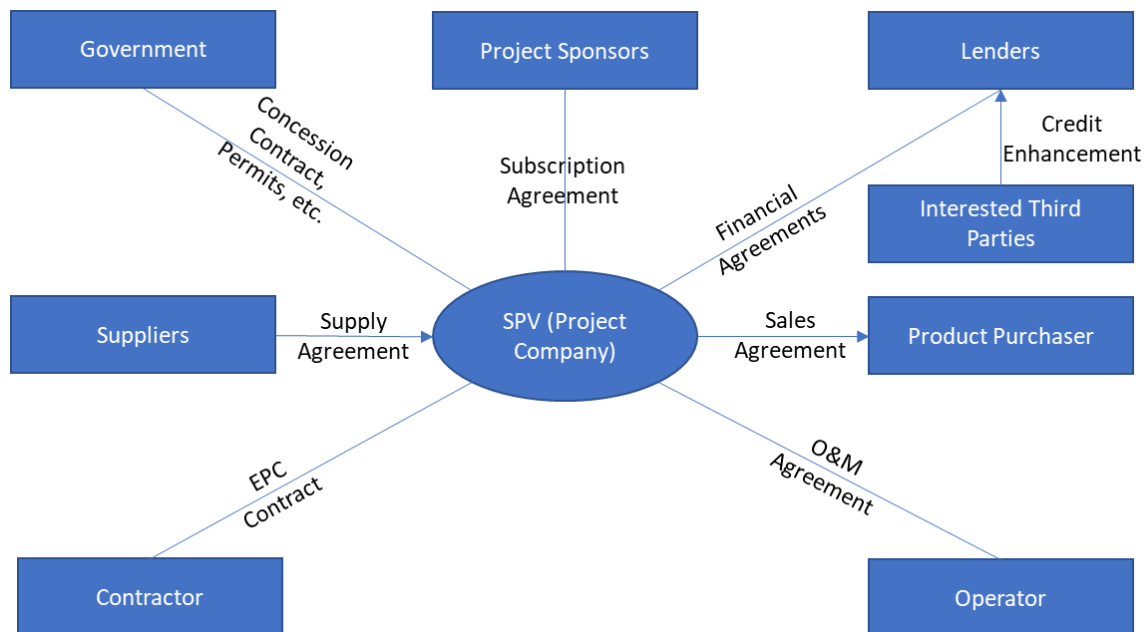 Government
Project Sponsors
Lenders
Concession
Contract,
Permits, etc.
Subscription
Agreement
Financial
Agreements
Credit
Enhancement
Interested Third
Parties
Suppliers
Supply
Agreement
SPV (Project
Company)
Sales
Agreement
Product Purchaser
EPC
Contract
O&M
Agreement
Contractor
Operator